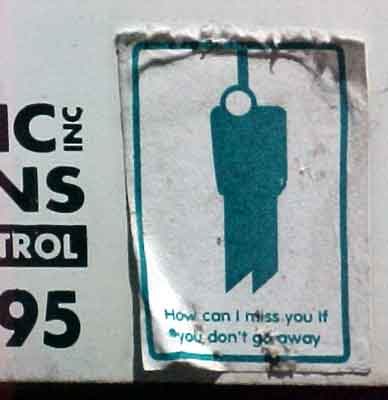 IC INC
NS
TROL
95
How can I miss you If
you don't go away